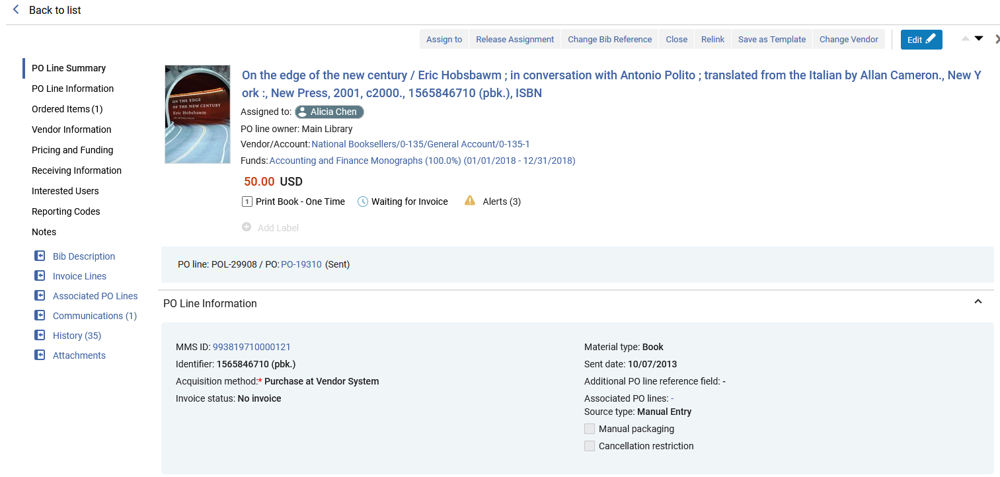 Back to list
Assign to Release Assignment Change Bib Reference Close Relink Save as Template Change Vendor Edit
PO Line Summary
PO Line Information
Ordered Items (1)
Vendor Information
Pricing and Funding
Receiving Information
Interested Users
Reporting Codes
Notes
Bib Description
Invoice Lines
Associated PO Lines
Communications (1)
History (35)
Attachments
ON THE EDGE
OF THE NEW CENTURY
Eric Hobsbawm
On the edge of the new century / Eric Hobsbawm ; in conversation with Antonio Polito ; translated from the Italian by Allan Cameron., New Y
ork :, New Press, 2001, c2000., 1565846710 (pbk.), ISBN
Assigned to: Alicia Chen
PO line owner: Main Library
Vendor/Account: National Booksellers/0-135/General Account/0-135-1
Funds: Accounting and Finance Monographs (100.0%) (01/01/2018 - 12/31/2018)
50.00 USD
1 Print Book - One Time Waiting for Invoice Alerts (3)
Add Label
PO line: POL-29908 / PO: PO-19310 (Sent)
PO Line Information
MMS ID: 993819710000121
Identifier: 1565846710 (pbk.)
Acquisition method:* Purchase at Vendor System
Invoice status: No invoice
Material type: Book
Sent date: 10/07/2013
Additional PO line reference field: -
Associated PO lines: -
Source type: Manual Entry
Manual packaging
Cancellation restriction